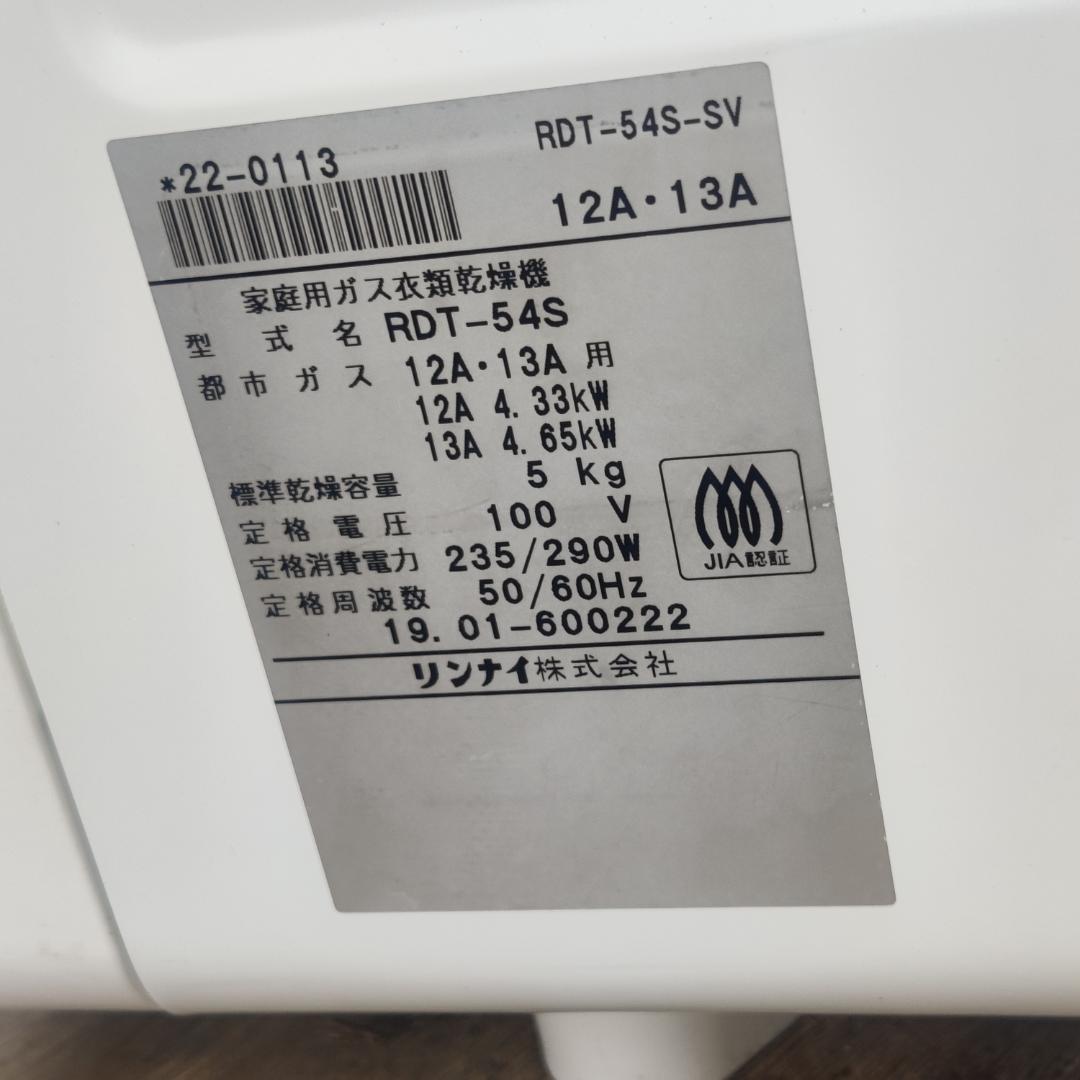 RDT-54S-SV
*22-0113
12A・13A
家庭用ガス衣類乾燥機
型式名 RDT-54S
都市ガス 12A・13A 用
12A 4.33kW
13A 4.65kW
標準乾燥容量 5 kg
定格電圧 100 V
定格消費電力 235/290W
定格周波数 50/60Hz
19.01-600222
JIA認証
リンナイ株式会社